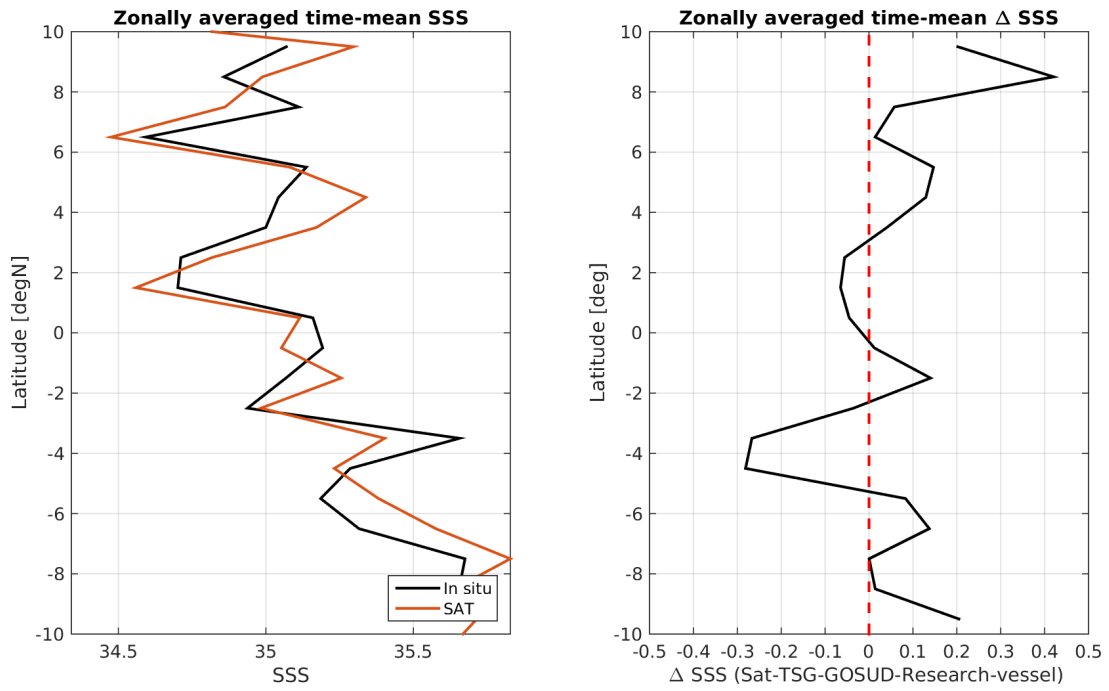 Zonally averaged time-mean SSS
Latitude [degN]
10
8
6
4
2
0
-2
-4
-6
-8
-10
34.5
35
35.5
SSS
In situ
SAT
Zonally averaged time-mean Δ SSS
Latitude [deg]
10
8
6
4
2
0
-2
-4
-6
-8
-10
-0.5 -0.4 -0.3 -0.2 -0.1 0 0.1 0.2 0.3 0.4 0.5
Δ SSS (Sat-TSG-GOSUD-Research-vessel)